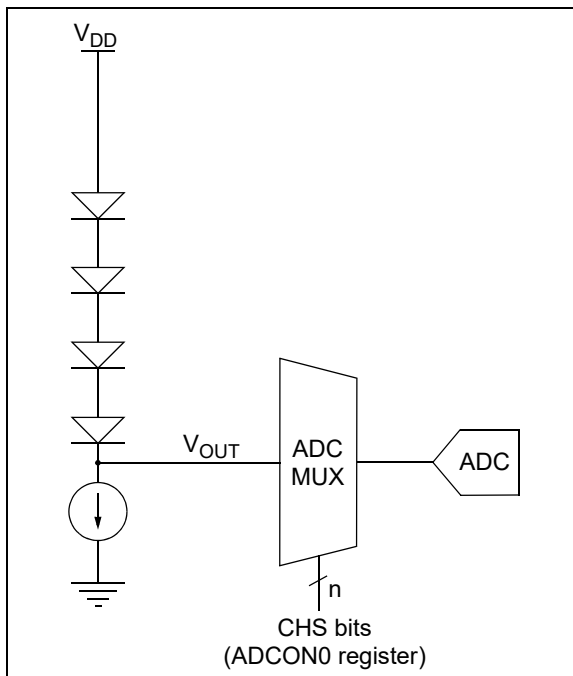 VDD
VOUT
ADC
MUX
ADC
n
CHS bits
(ADCON0 register)